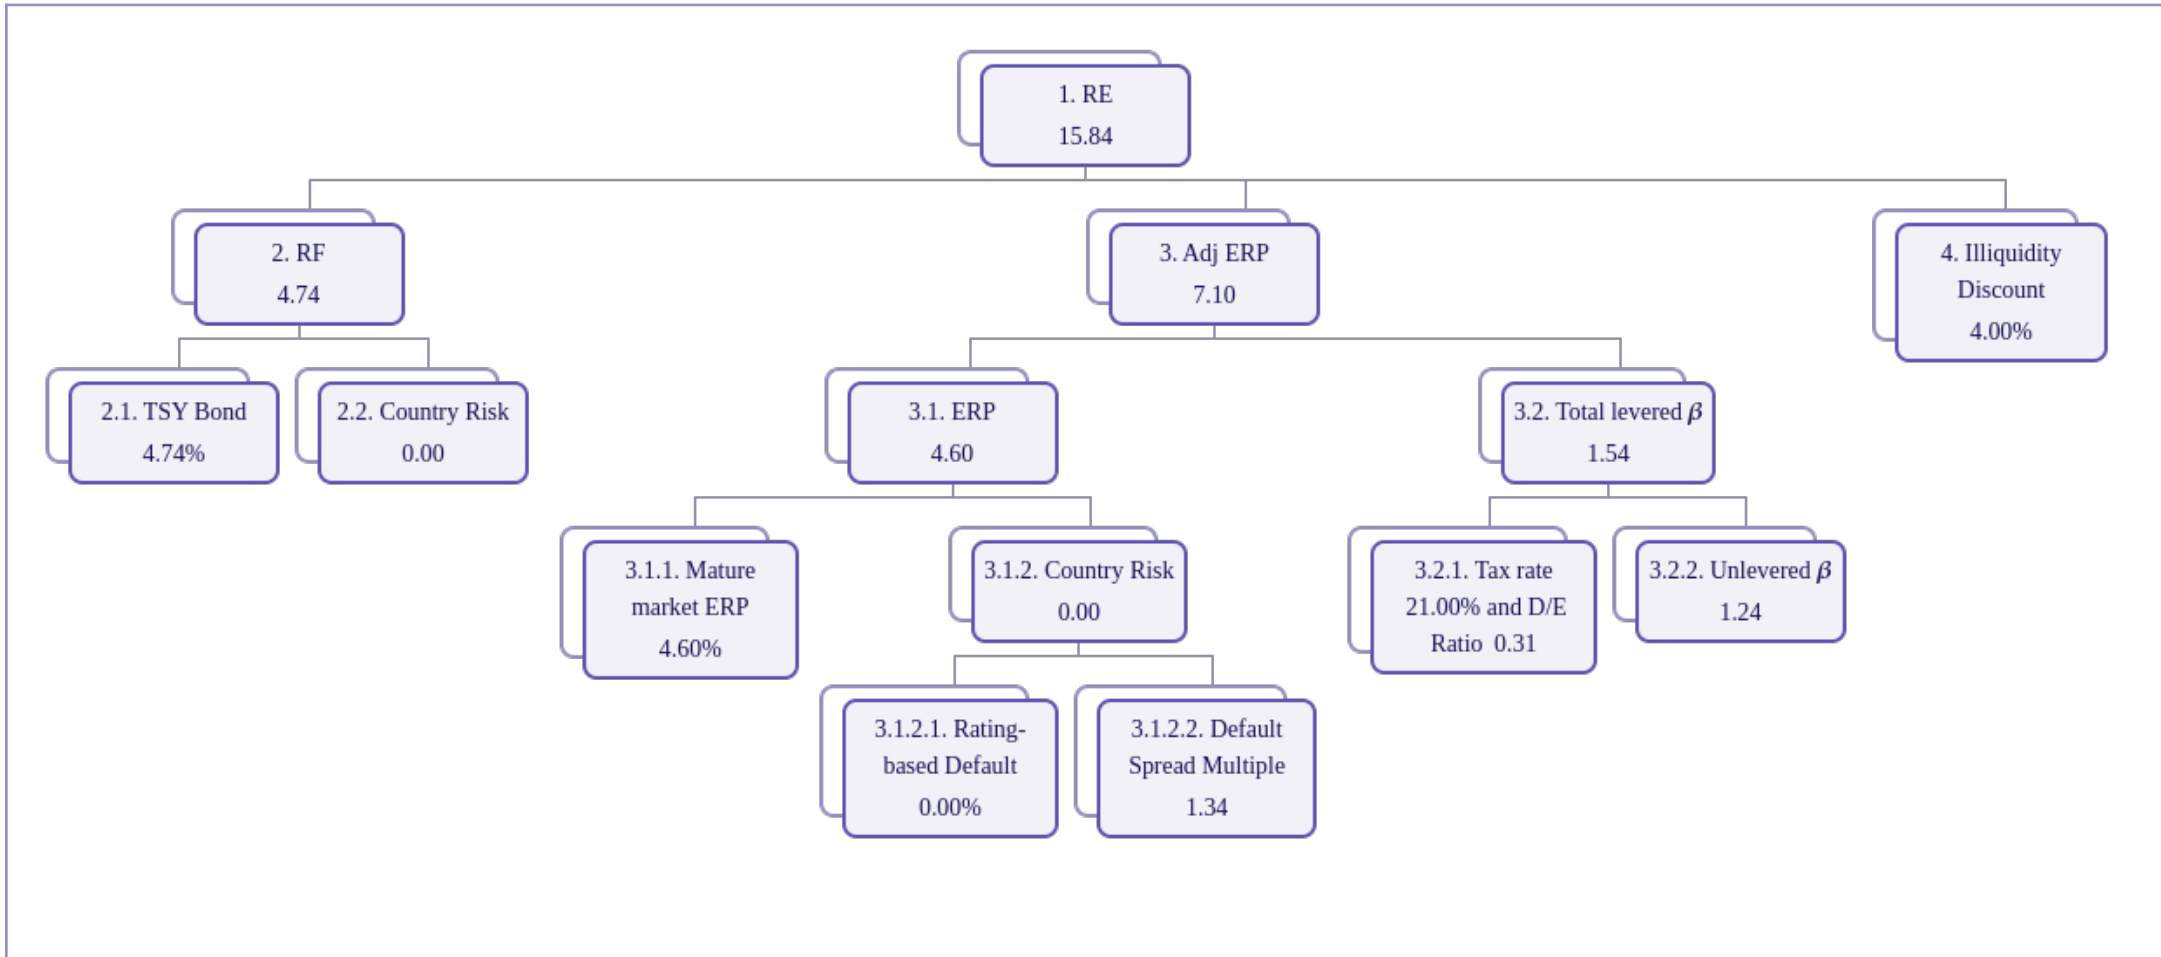 1. RE
15.84
2. RF
4.74
3. Adj ERP
7.10
4. Illiquidity
Discount
4.00%
2.1. TSY Bond
4.74%
2.2. Country Risk
0.00
3.1. ERP
4.60
3.2. Total levered β
1.54
3.1.1. Mature
market ERP
4.60%
3.1.2. Country Risk
0.00
3.2.1. Tax rate
21.00% and D/E
Ratio 0.31
3.2.2. Unlevered β
1.24
3.1.2.1. Rating-
based Default
0.00%
3.1.2.2. Default
Spread Multiple
1.34